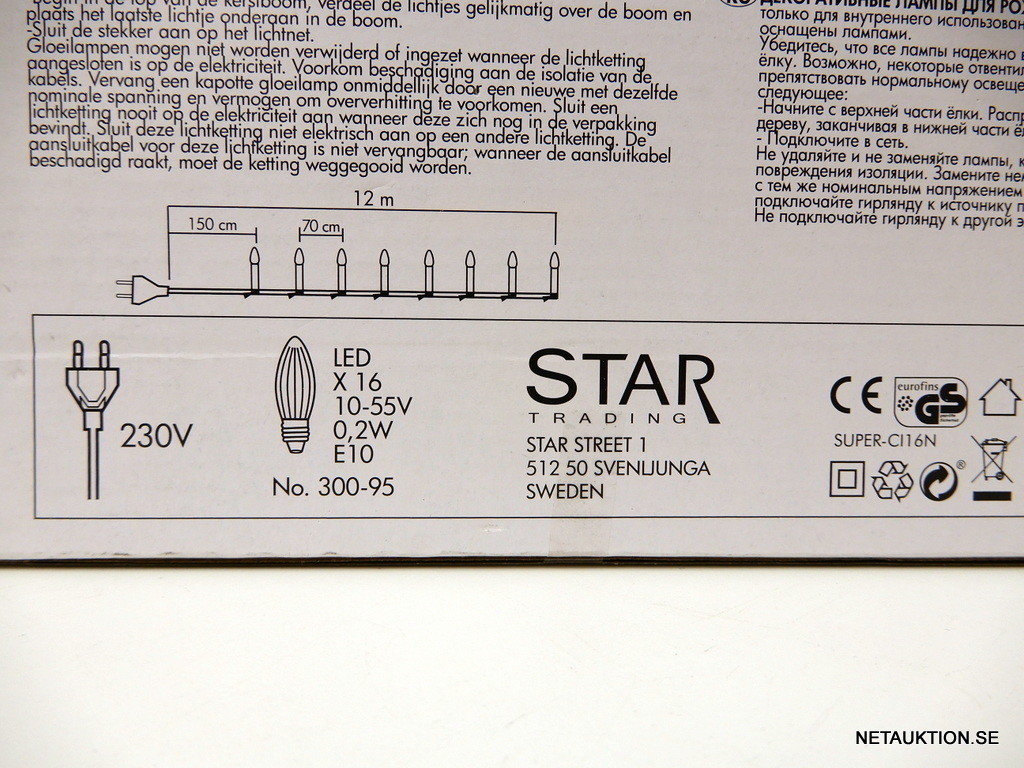 plaats het laatste lichtje onderaan in de boom.
-Sluit de stekker aan op het lichtnet.
Gloeilampen mogen niet worden verwijderd of ingezet wanneer de lichtketting
aangesloten is op de elektriciteit. Voorkom beschadiging aan de isolatie van de
kabels. Vervang een kapotte gloeilamp onmiddellijk door een nieuwe met dezelfde
nominale spanning en vermogen om oververhitting te voorkomen. Sluit een
lichtketting nooit op de elektriciteit aan wanneer deze zich nog in de verpakking
bevindt. Sluit deze lichtketting niet elektrisch aan op een andere lichtketting. De
aansluitkabel voor deze lichtketting is niet vervangbaar; wanneer de aansluitkabel
beschadigd raakt, moet de ketting weggegooid worden.
ДЕКОРАТИВНЫЕ ЛАМПЫ ДЛЯ
только для внутреннего
оснащены лампами.
Убедитесь, что все лампы надежно
ёлку. Возможно, некоторые
препятствовать нормальному
следующее:
-Начните с верхней части ёлки.
дереву, заканчивая в нижней части
- Подключите в сеть.
Не удаляйте и не заменяйте лампы,
повреждения изоляции. Замените
с тем же номинальным напряжением
подключайте гирлянду к источнику
Не подключайте гирлянду к другой
12 m
150 cm
70 cm
230V
LED
X 16
10-55V
0,2W
E10
No. 300-95
STAR
TRADING
STAR STREET 1
512 50 SVENLJUNGA
SWEDEN
CE
eurofins
GS
SUPER-CI16N
®
NETAUKTION.SE